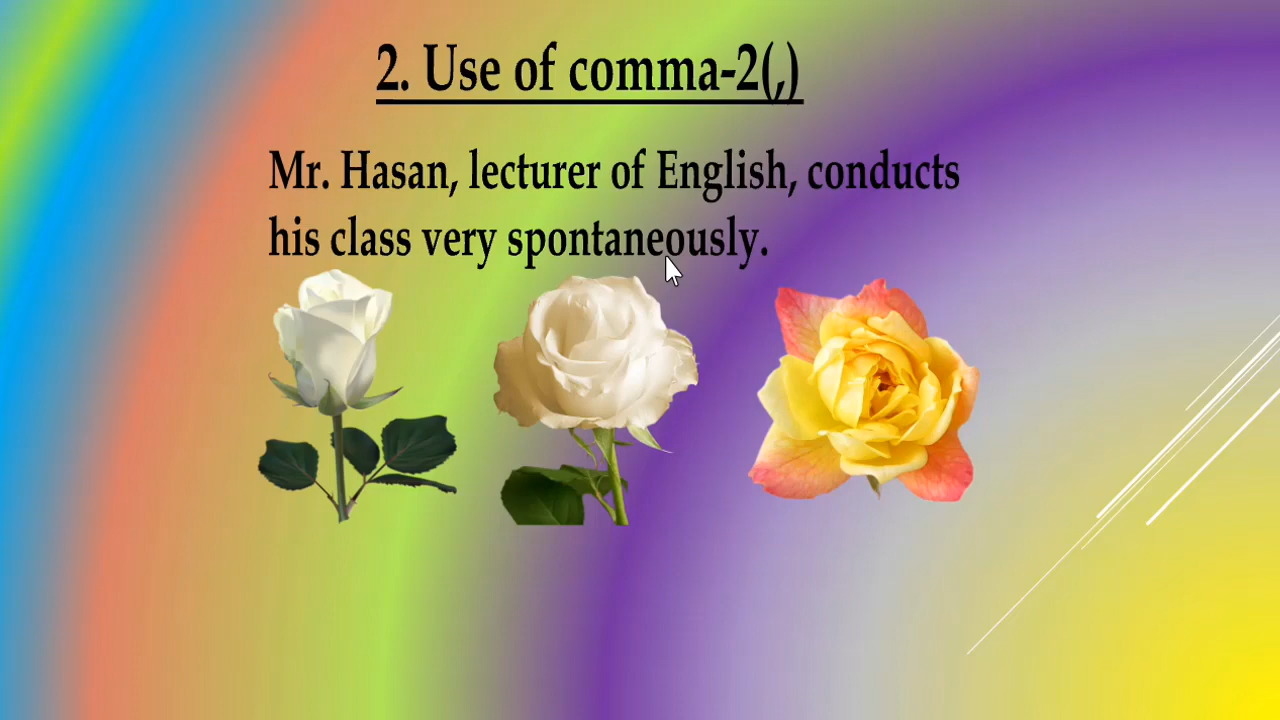 2. Use of comma-2(,)
Mr. Hasan, lecturer of English, conducts
his class very spontaneously.